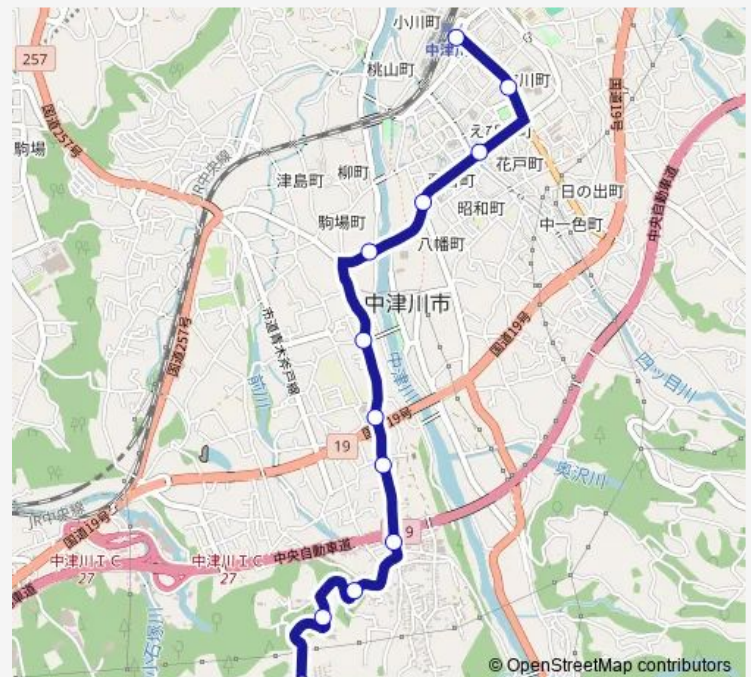 小川町
257
中津川
桃山町
国道257号
国道19号
駒場
JR中央線
柳町
花戸町
津島町
日の出町
昭和町
駒場町
中一色町
八幡町
中央自動車道
中津川市
市道青木斧戸線
国道19号
国道257号
前川
中津川
四ッ目川
19
奥沢川
JR中央線
国道19号
9
中津川IC
27
中津川IC
27
中央自動車道
小石塚川
© OpenStreetMap contributors